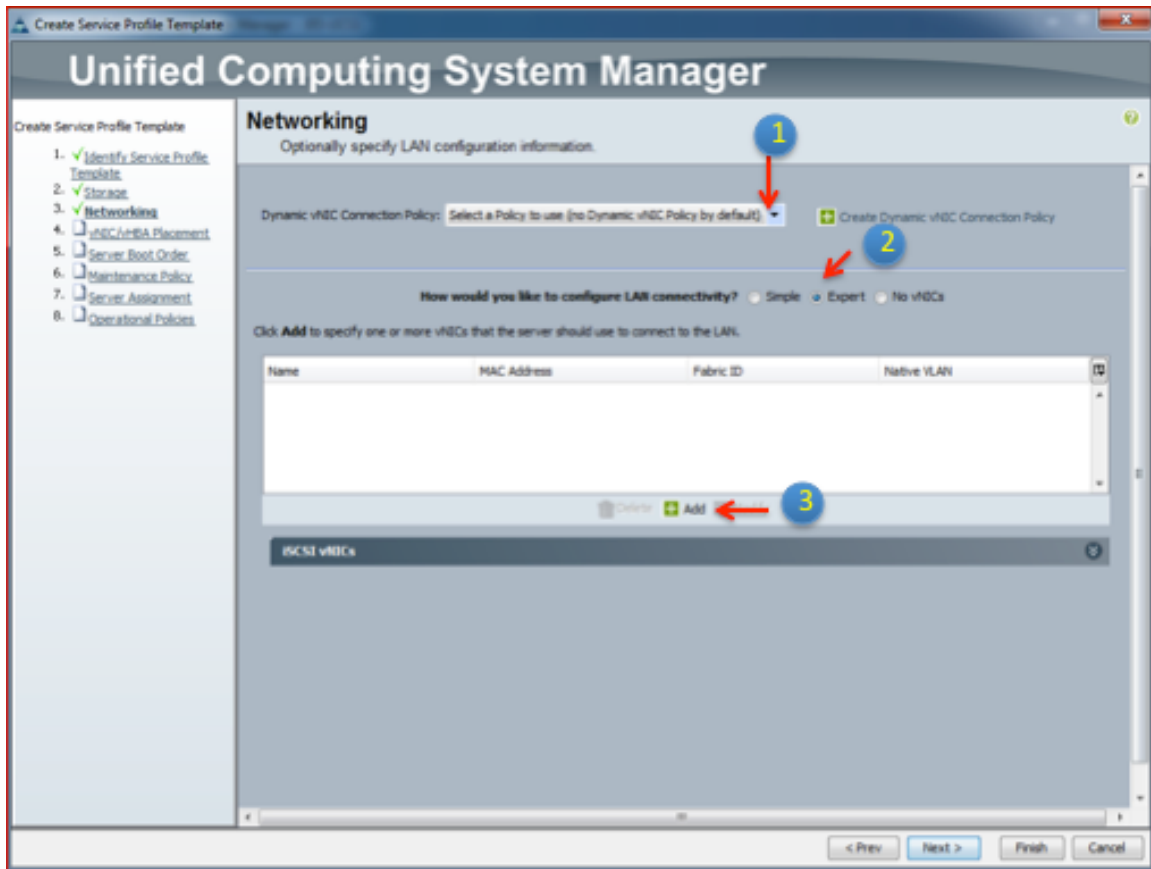 Create Service Profile Template
Unified Computing System Manager
Create Service Profile Template
1. Identify Service Profile Template
2. Storage
3. Networking
4. vNIC/vHBA Placement
5. Server Boot Order
6. Maintenance Policy
7. Server Assignment
8. Operational Policies
Networking
Optionally specify LAN configuration information.
1
Dynamic vNIC Connection Policy: Select a Policy to use (no Dynamic vNIC Policy by default) Create Dynamic vNIC Connection Policy
2
How would you like to configure LAN connectivity? Simple Expert No vNICs
Click Add to specify one or more vNICs that the server should use to connect to the LAN.
Name MAC Address Fabric ID Native VLAN
Delete Add
3
iSCSI vNICs
< Prev Next > Finish Cancel